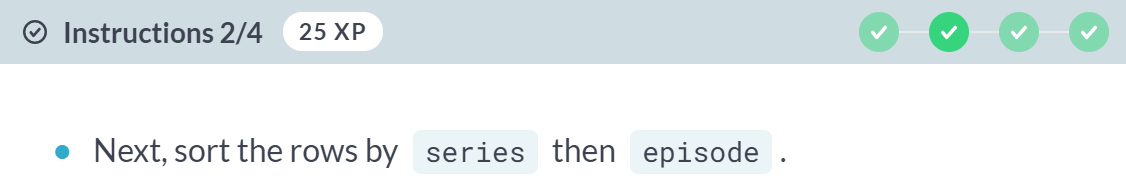 Instructions 2/4 25 XP
Next, sort the rows by series then episode .